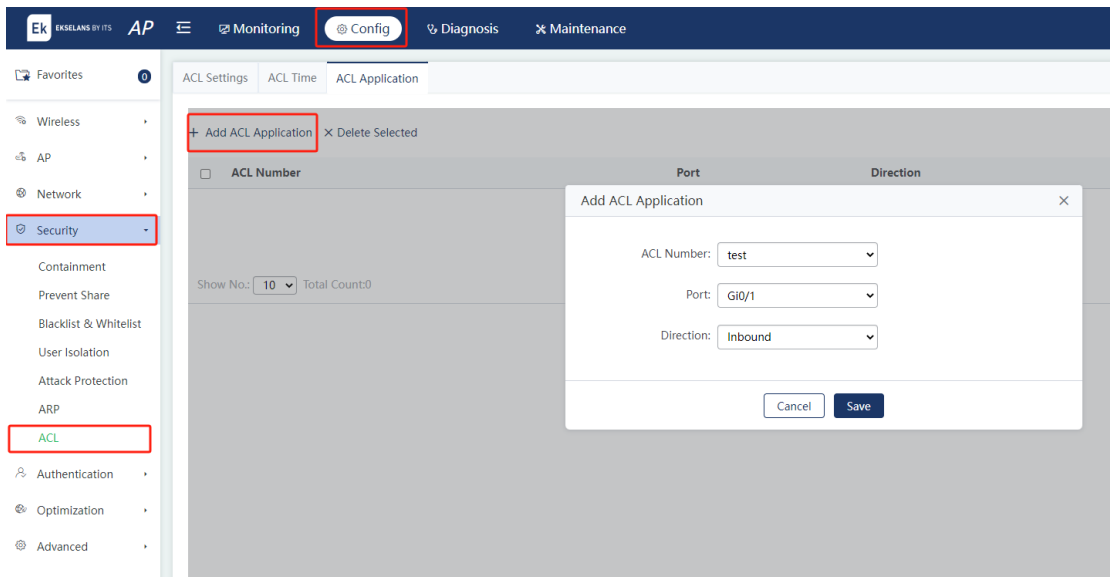 Ek EKSELANS BY ITS AP Monitoring Config Diagnosis Maintenance
Favorites 0
ACL Settings ACL Time ACL Application
Wireless
AP
Network
Security
Containment
Prevent Share
Blacklist & Whitelist
User Isolation
Attack Protection
ARP
ACL
Authentication
Optimization
Advanced
+ Add ACL Application × Delete Selected
ACL Number Port Direction
Show No.: 10 Total Count:0
Add ACL Application ×
ACL Number: test
Port: Gi0/1
Direction: Inbound
Cancel Save